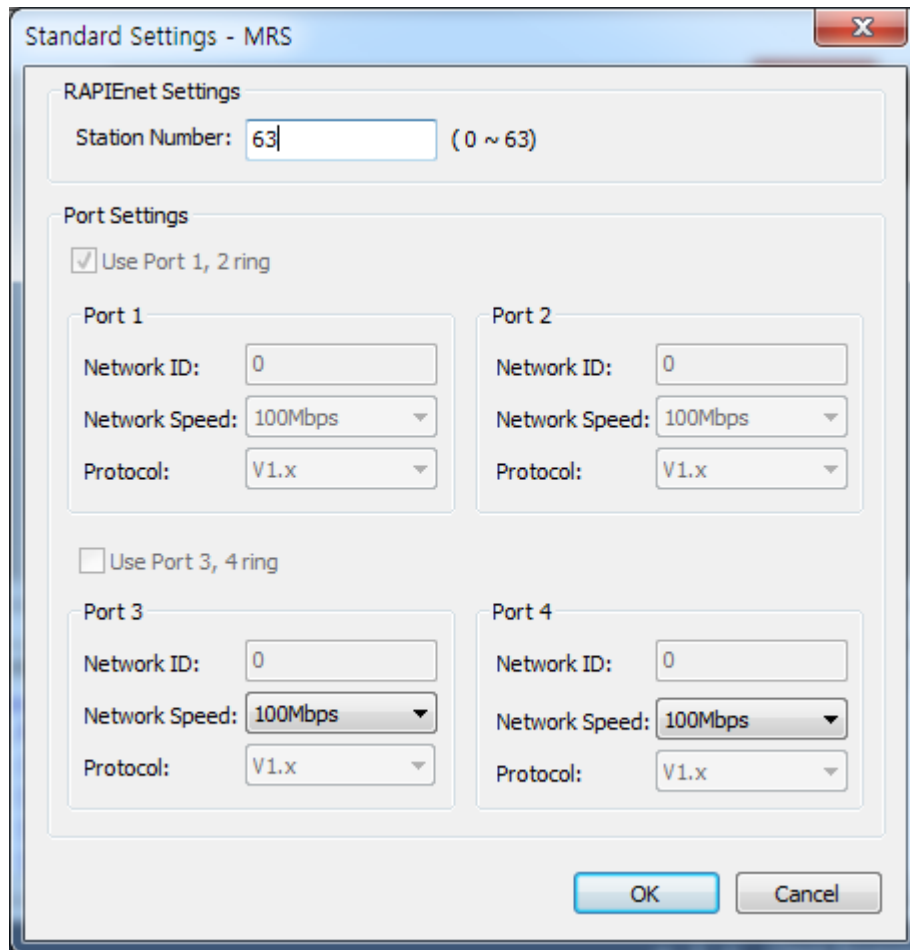 Standard Settings - MRS
RAPIEnet Settings
Station Number: 63 ( 0 ~ 63)
Port Settings
Use Port 1, 2 ring
Port 1
Network ID: 0
Network Speed: 100Mbps
Protocol: V1.x
Port 2
Network ID: 0
Network Speed: 100Mbps
Protocol: V1.x
Use Port 3, 4 ring
Port 3
Network ID: 0
Network Speed: 100Mbps
Protocol: V1.x
Port 4
Network ID: 0
Network Speed: 100Mbps
Protocol: V1.x
OK Cancel